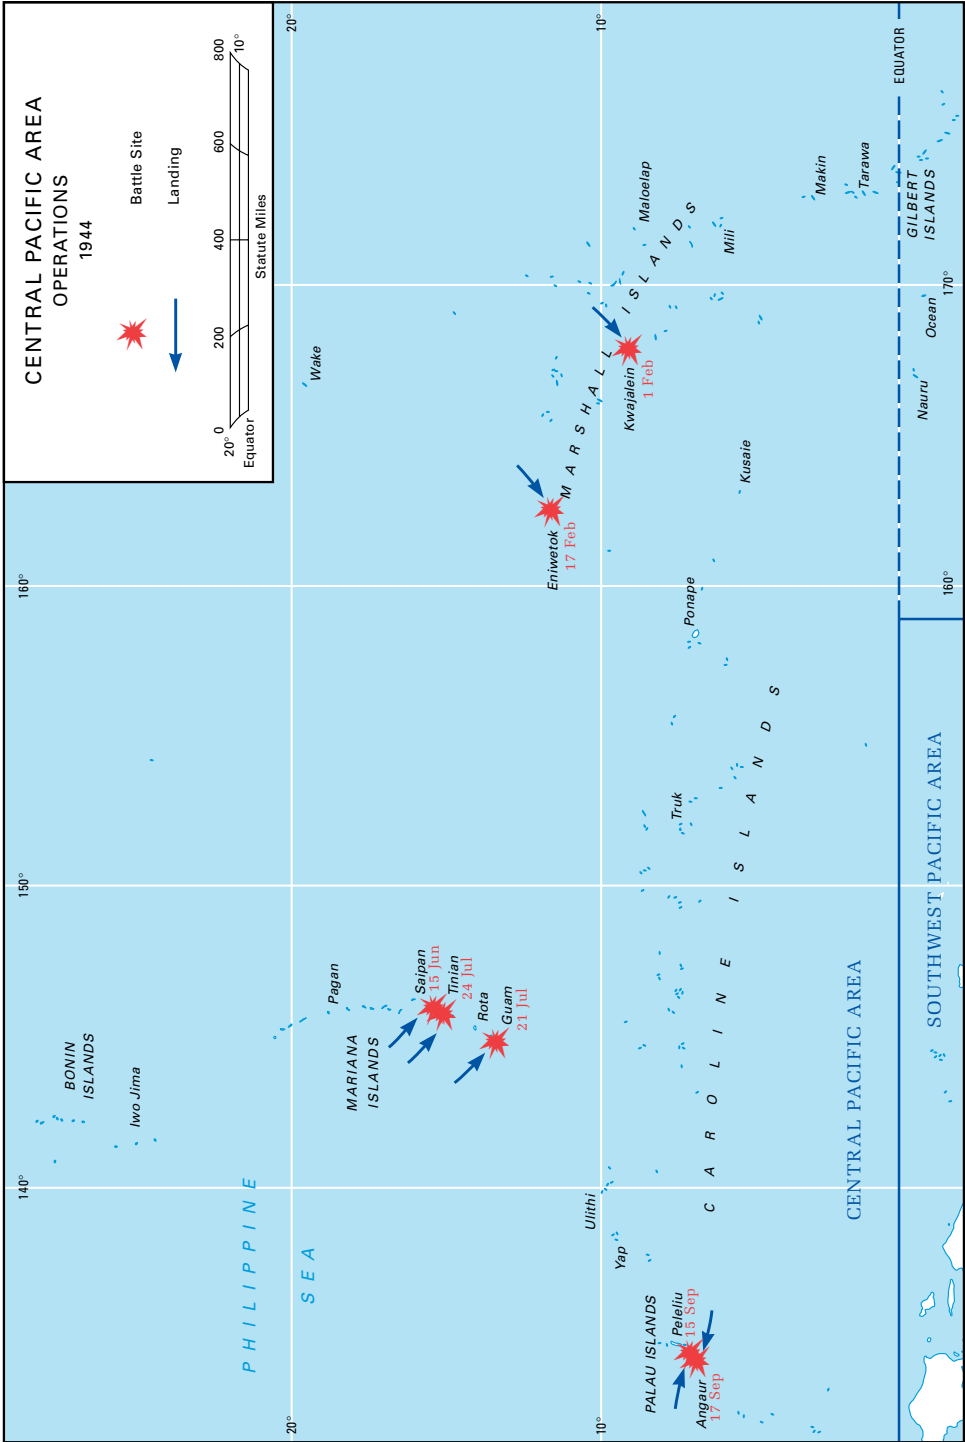 CENTRAL PACIFIC AREA
OPERATIONS
1944
Battle Site
Landing
0 200 400 600 800
20° 10°
Equator
Statute Miles
140° 150°
20° 20°
10° 10°
BONIN
ISLANDS
Iwo Jima
PHILIPPINE
SEA
Wake
Pagan
MARIANA
ISLANDS
Saipan
15 Jun
Tinian
24 Jul
Rota
Guam
21 Jul
Eniwetok
17 Feb
MARSHALL ISLANDS
Kwajalein
1 Feb
Maloelap
Mili
Ulithi
Yap
PALAU ISLANDS
Peleliu
15 Sep
Angaur
17 Sep
Truk
Ponape
Kusaie
CAROLINE ISLANDS
Makin
Tarawa
GILBERT
ISLANDS
EQUATOR
Nauru
Ocean
CENTRAL PACIFIC AREA
SOUTHWEST PACIFIC AREA
160° 160°
170°